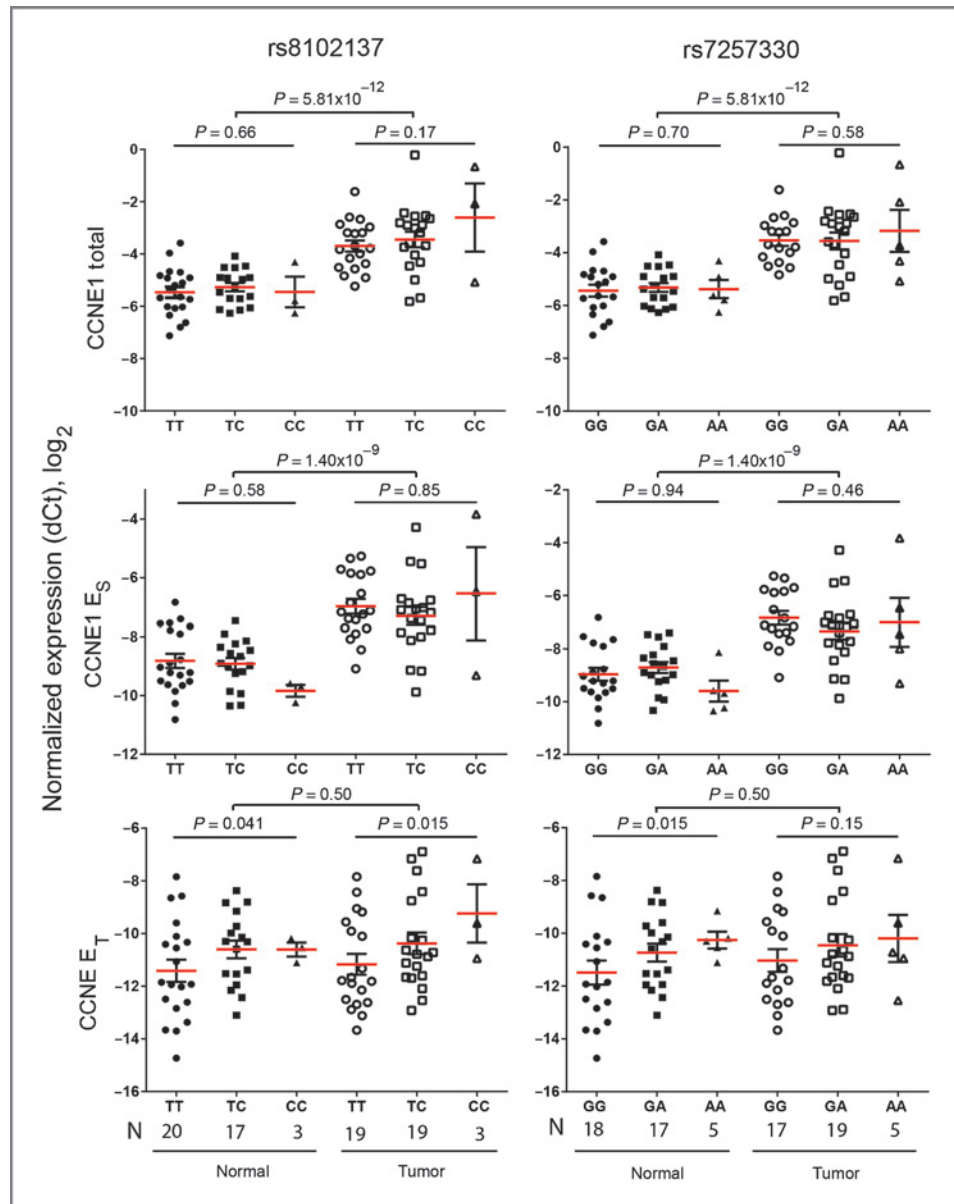 rs8102137 rs7257330
P = 5.81x10⁻¹² P = 5.81x10⁻¹²
P = 0.66 P = 0.17 P = 0.70 P = 0.58
CCNE1 total
0 –2 –4 –6 –8 –10
0 –2 –4 –6 –8 –10
TT TC CC TT TC CC GG GA AA GG GA AA
Normalized expression (dCt), log₂
P = 1.40x10⁻⁹ P = 1.40x10⁻⁹
P = 0.58 P = 0.85 P = 0.94 P = 0.46
CCNE1 E_S
–4 –6 –8 –10 –12
–2 –4 –6 –8 –10 –12
TT TC CC TT TC CC GG GA AA GG GA AA
P = 0.50 P = 0.50
P = 0.041 P = 0.015 P = 0.015 P = 0.15
CCNE E_T
–6 –8 –10 –12 –14 –16
–6 –8 –10 –12 –14 –16
TT TC CC TT TC CC GG GA AA GG GA AA
N 20 17 3 19 19 3 N 18 17 5 17 19 5
Normal Tumor Normal Tumor